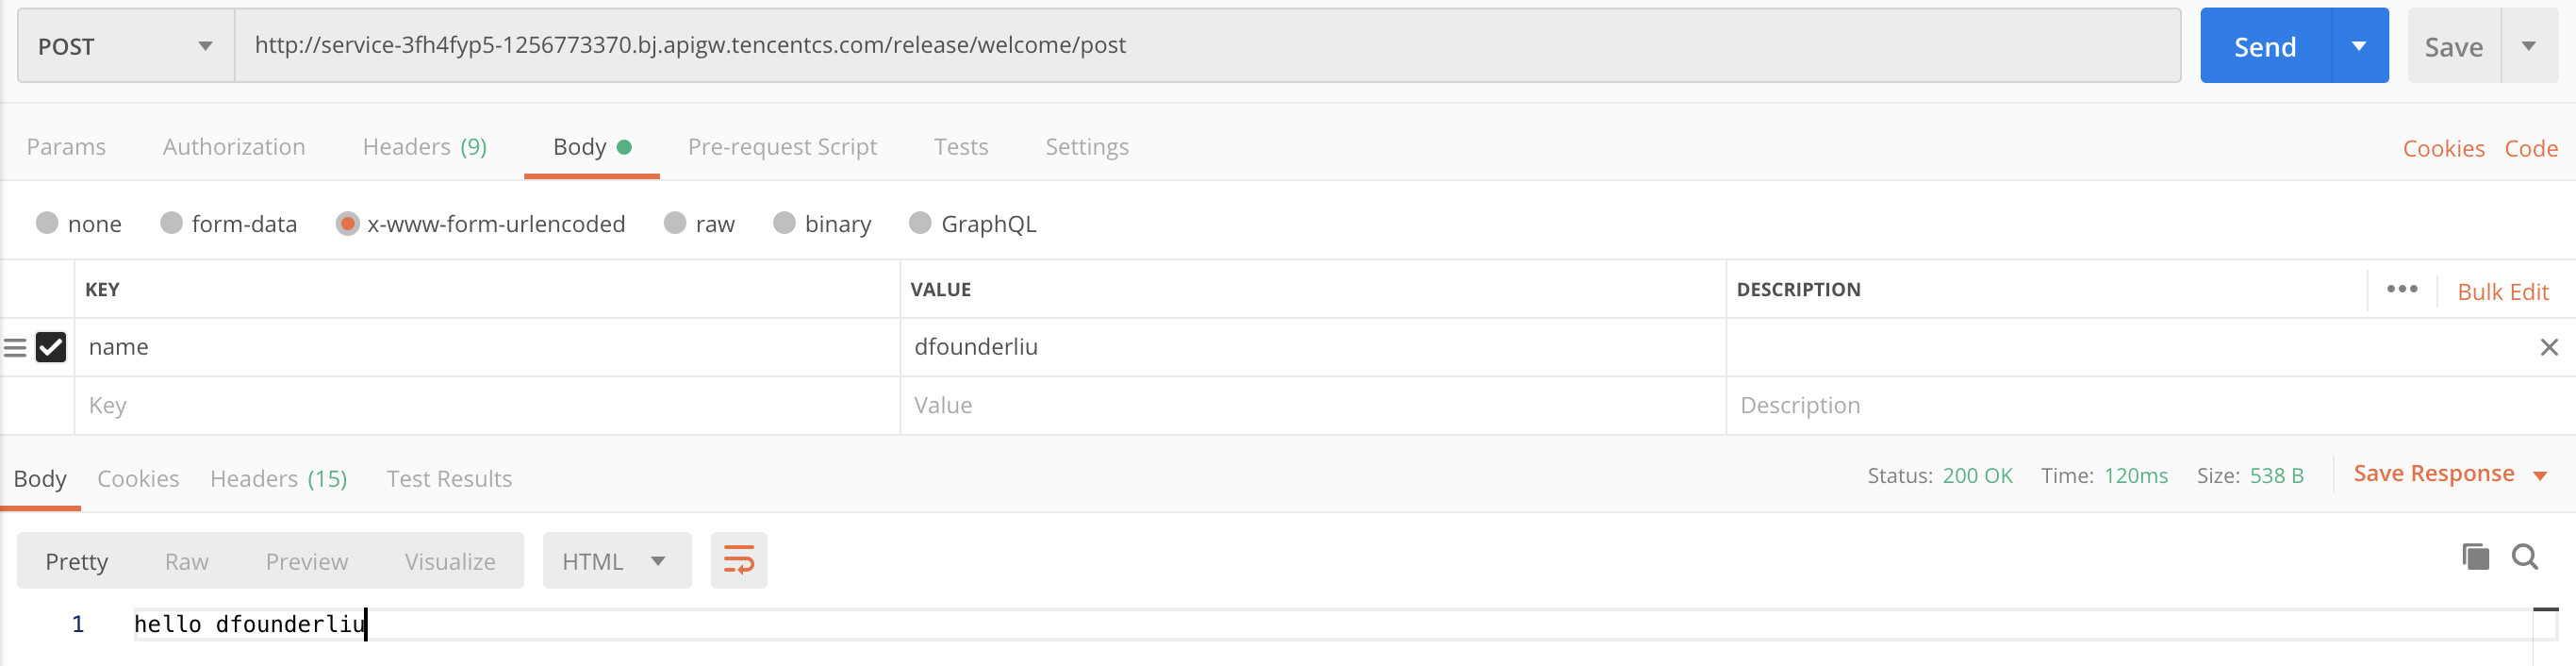 POST http://service-3fh4fyp5-1256773370.bj.apigw.tencentcs.com/release/welcome/post Send Save
Params Authorization Headers (9) Body Pre-request Script Tests Settings Cookies Code
none form-data x-www-form-urlencoded raw binary GraphQL
KEY VALUE DESCRIPTION Bulk Edit
name dfounderliu
Key Value Description
Body Cookies Headers (15) Test Results Status: 200 OK Time: 120ms Size: 538 B Save Response
Pretty Raw Preview Visualize HTML
1 hello dfounderliu